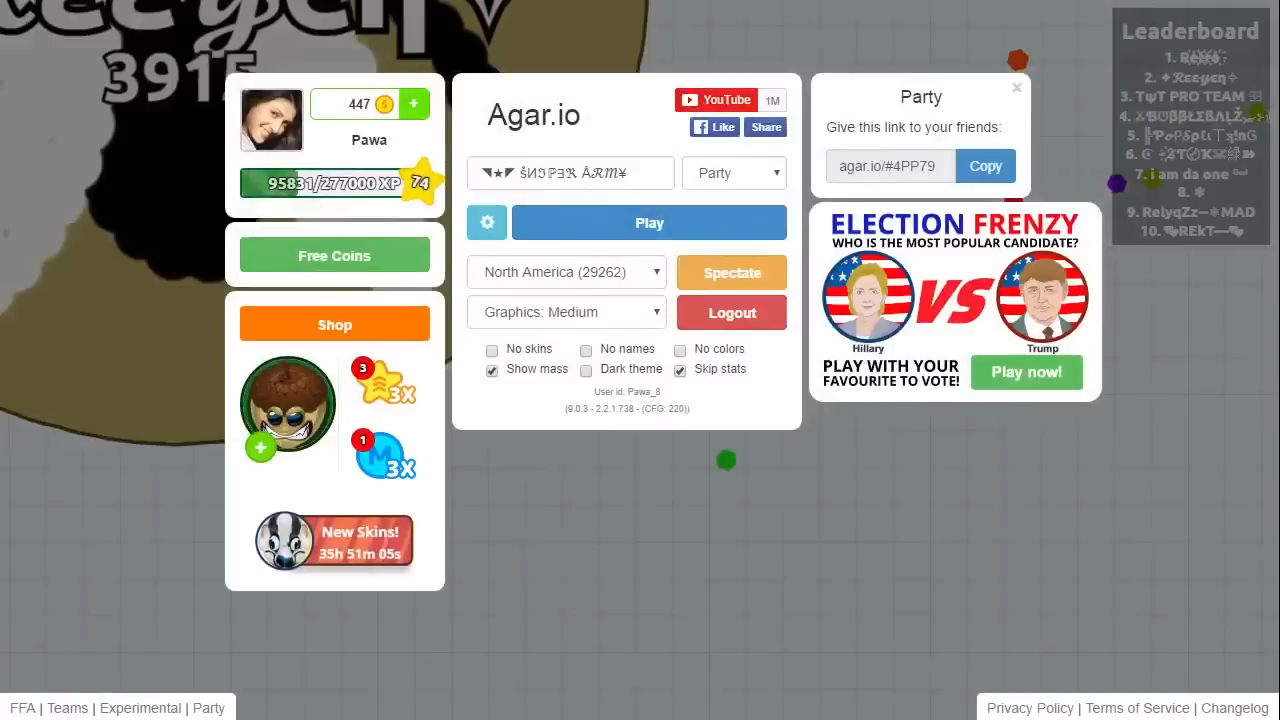 3915
447
+
Pawa
95831/277000 XP
74
Free Coins
Shop
3
3X
1
M
3X
+
New Skins!
35h 51m 05s
Agar.io
YouTube
1M
Like
Share
Party
Play
North America (29262)
Spectate
Graphics: Medium
Logout
No skins
No names
No colors
Show mass
Dark theme
Skip stats
User id: Pawa_8
(9.0.3 - 2.2.1.738 - (CFG: 220))
Party
×
Give this link to your friends:
agar.io/#4PP79
Copy
ELECTION FRENZY
WHO IS THE MOST POPULAR CANDIDATE?
VS
Hillary
Trump
PLAY WITH YOUR
FAVOURITE TO VOTE!
Play now!
Leaderboard
1.
2.
3. TψT PRO TEAM
4.
5.
6.
7. i am da one
8. ❄
9. RelyqZz—✵MAD
10. REkT—
FFA | Teams | Experimental | Party
Privacy Policy | Terms of Service | Changelog